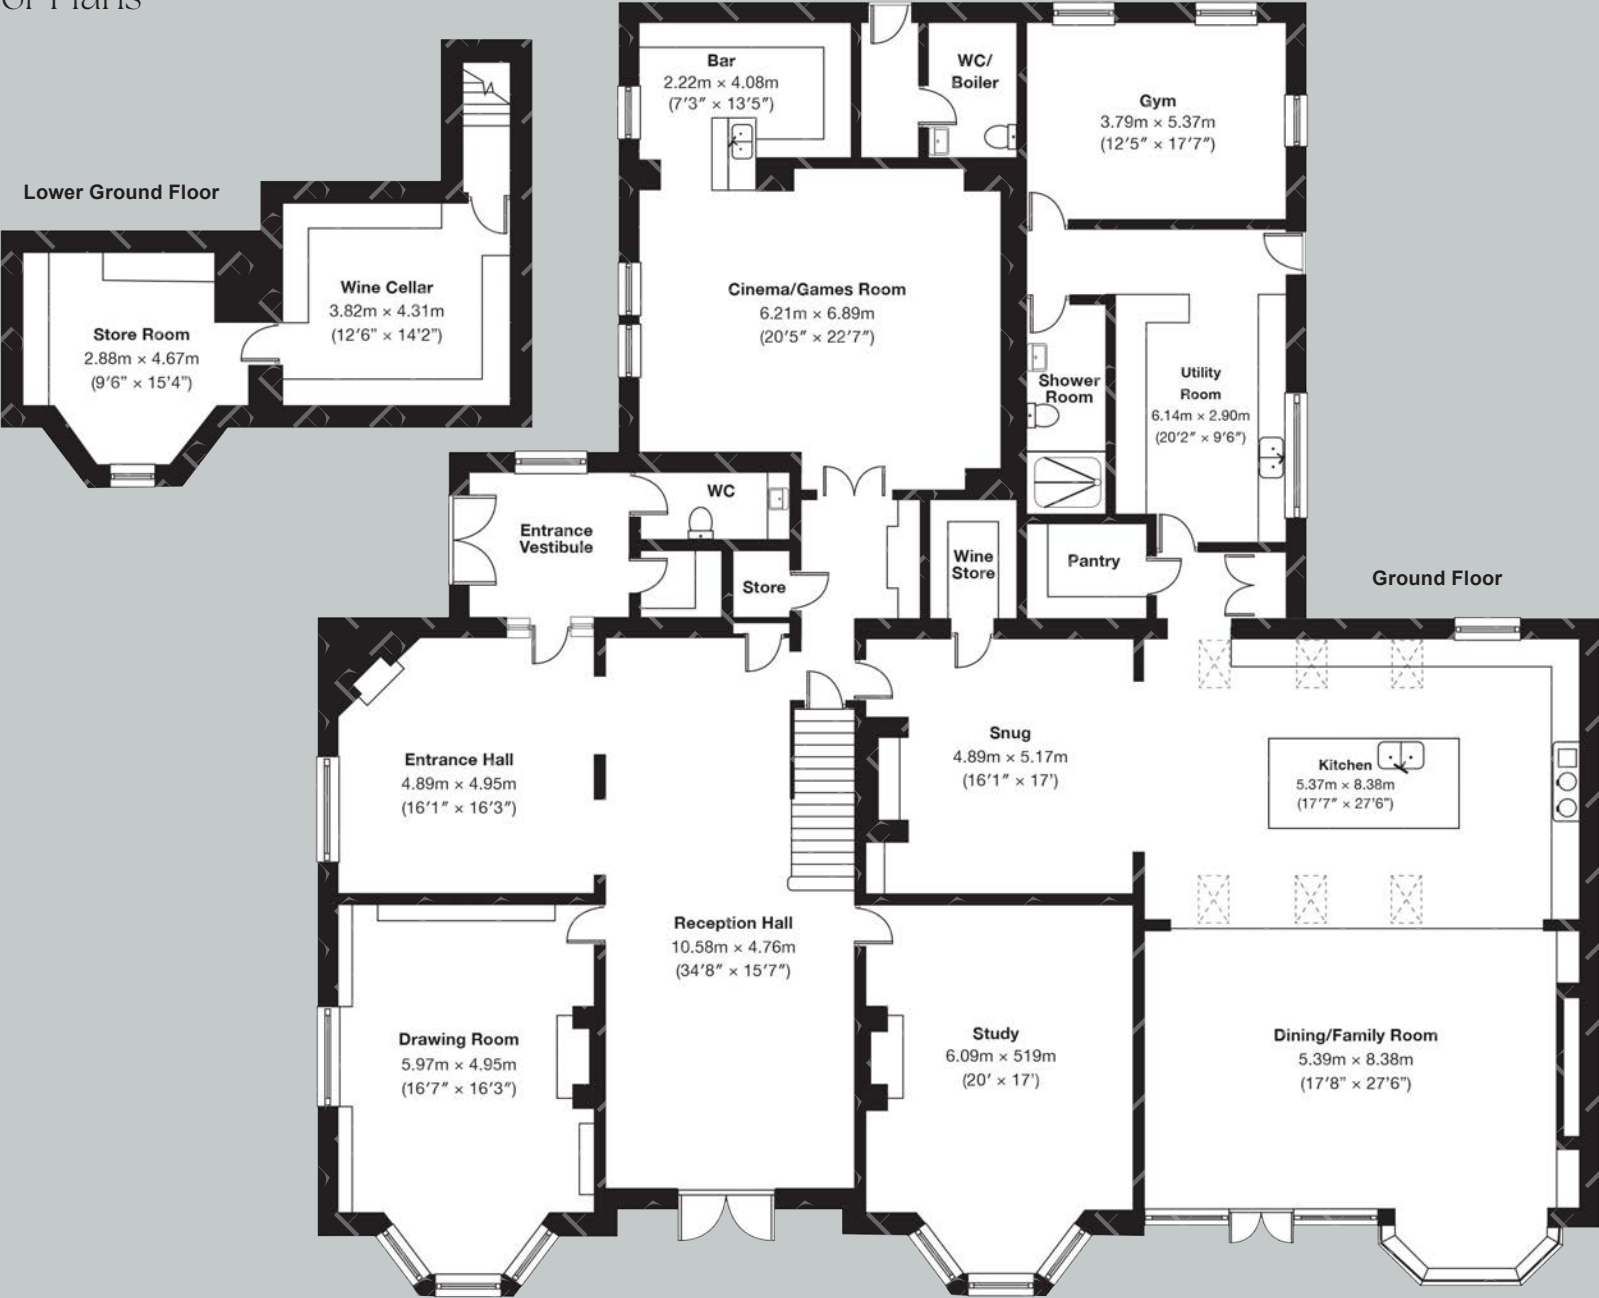 or Plans
Lower Ground Floor
Store Room
2.88m × 4.67m
(9'6" × 15'4")
Wine Cellar
3.82m × 4.31m
(12'6" × 14'2")
Bar
2.22m × 4.08m
(7'3" × 13'5")
WC/
Boiler
Gym
3.79m × 5.37m
(12'5" × 17'7")
Cinema/Games Room
6.21m × 6.89m
(20'5" × 22'7")
Shower
Room
Utility
Room
6.14m × 2.90m
(20'2" × 9'6")
WC
Entrance
Vestibule
Store
Wine
Store
Pantry
Ground Floor
Entrance Hall
4.89m × 4.95m
(16'1" × 16'3")
Snug
4.89m × 5.17m
(16'1" × 17')
Kitchen
5.37m × 8.38m
(17'7" × 27'6")
Reception Hall
10.58m × 4.76m
(34'8" × 15'7")
Drawing Room
5.97m × 4.95m
(16'7" × 16'3")
Study
6.09m × 519m
(20' × 17')
Dining/Family Room
5.39m × 8.38m
(17'8" × 27'6")